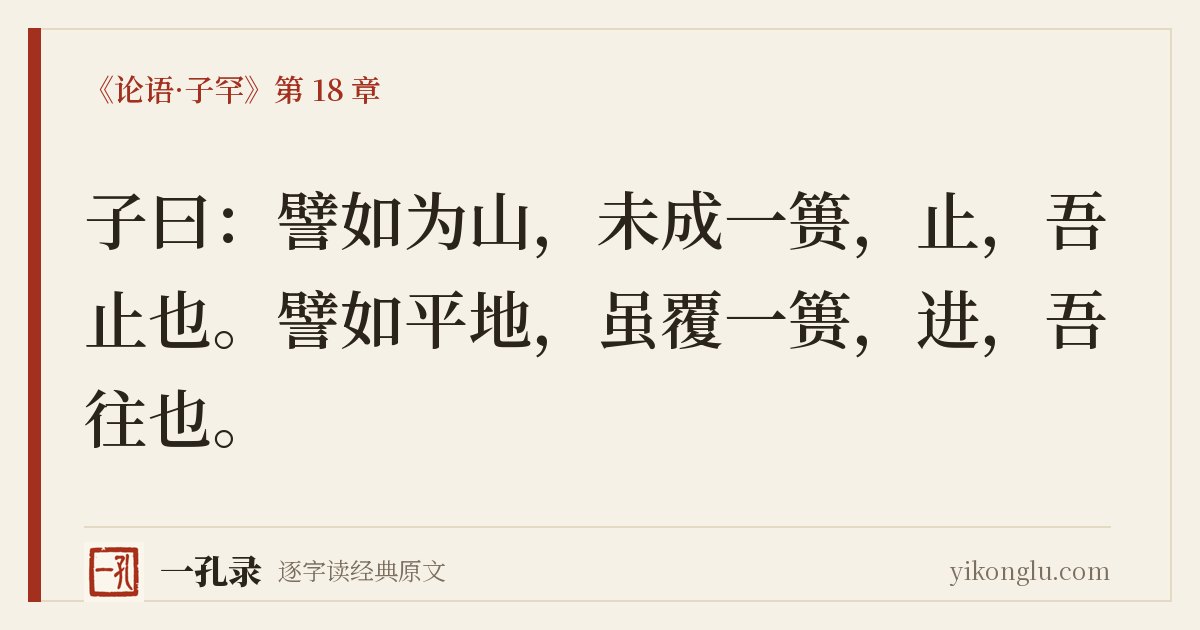 《论语·子罕》第 18 章
子曰：譬如为山，未成一篑，止，吾
止也。譬如平地，虽覆一篑，进，吾
往也。
一孔
一孔录 逐字读经典原文 yikonglu.com